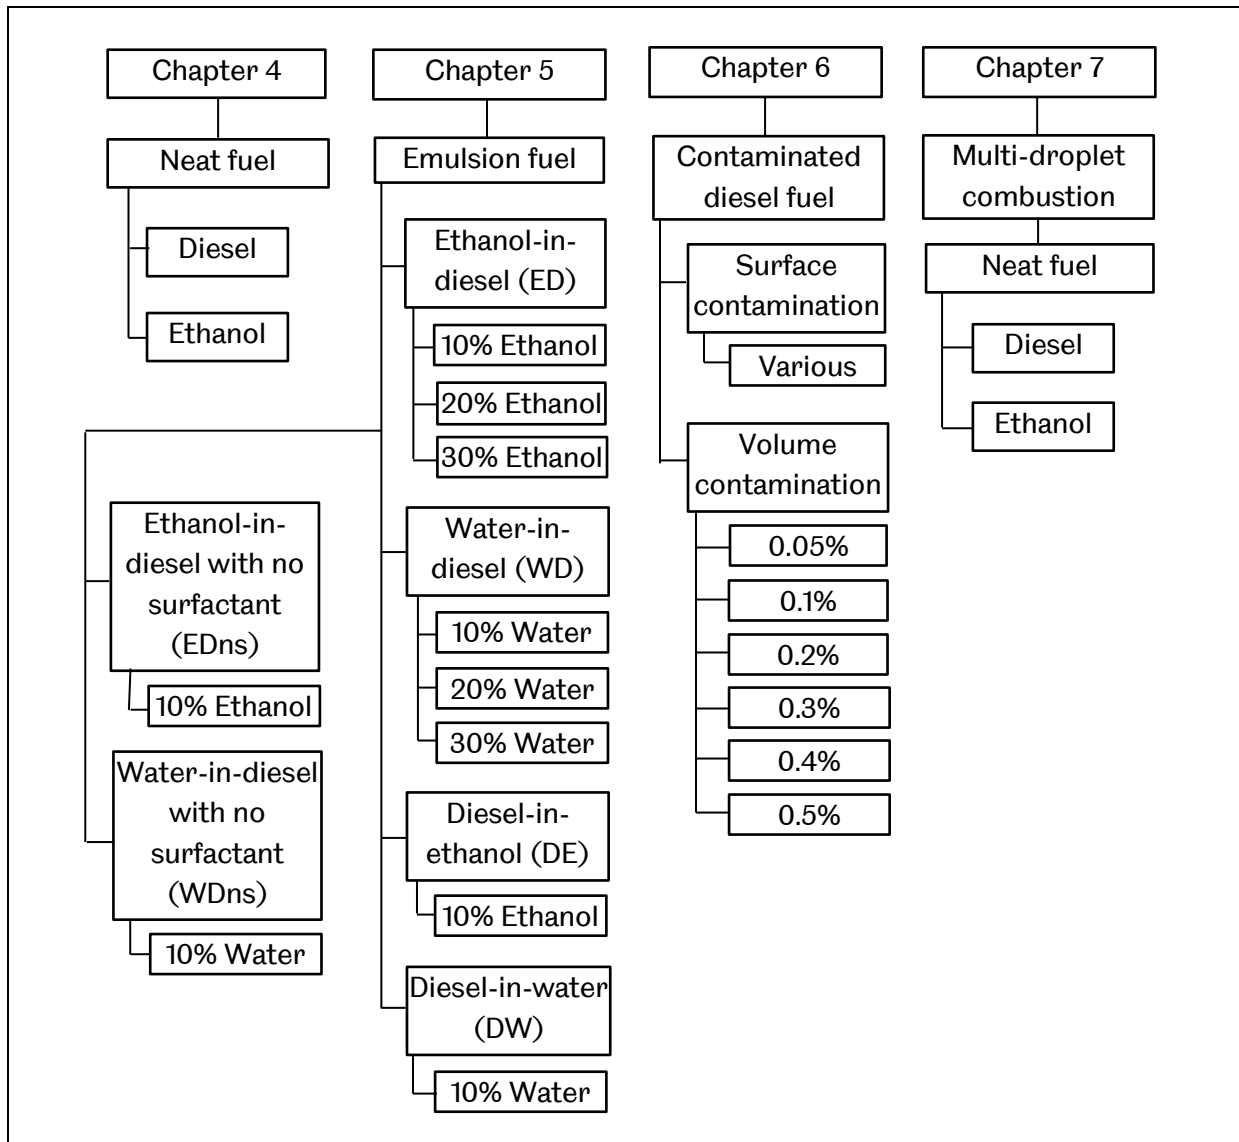 Chapter 4
Neat fuel
Diesel
Ethanol
Chapter 5
Emulsion fuel
Ethanol-in-
diesel (ED)
10% Ethanol
20% Ethanol
30% Ethanol
Water-in-
diesel (WD)
10% Water
20% Water
30% Water
Diesel-in-
ethanol (DE)
10% Ethanol
Diesel-in-water
(DW)
10% Water
Ethanol-in-
diesel with no
surfactant
(EDns)
10% Ethanol
Water-in-diesel
with no
surfactant
(WDns)
10% Water
Chapter 6
Contaminated
diesel fuel
Surface
contamination
Various
Volume
contamination
0.05%
0.1%
0.2%
0.3%
0.4%
0.5%
Chapter 7
Multi-droplet
combustion
Neat fuel
Diesel
Ethanol